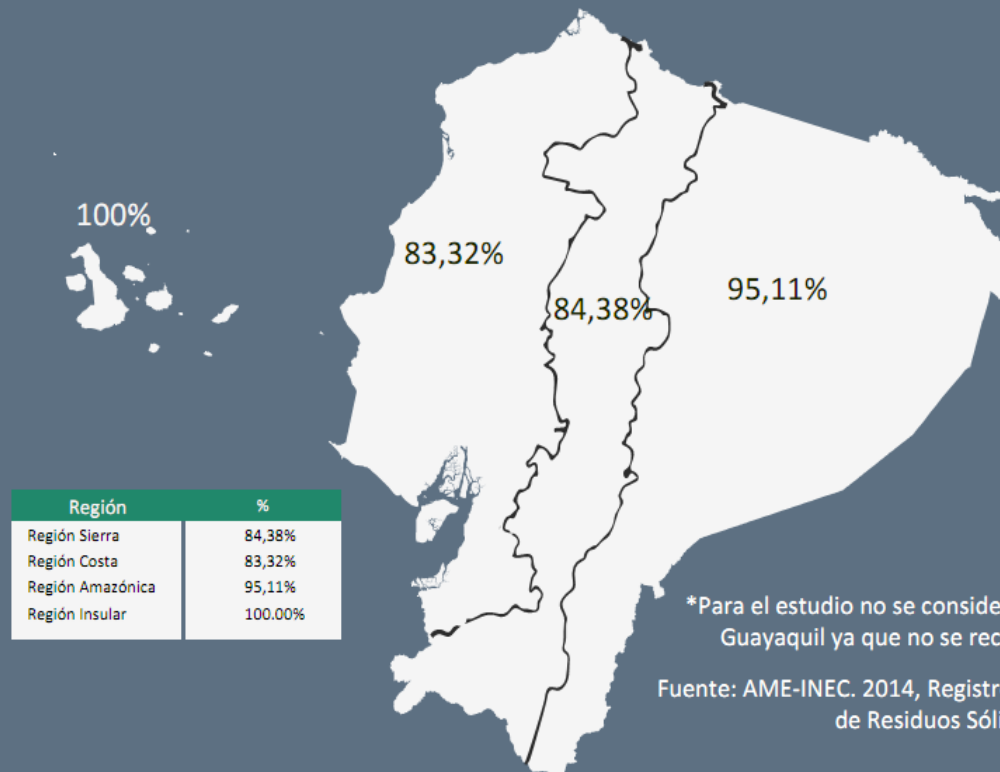 100%
83,32%
84,38%
95,11%
Región %
Región Sierra 84,38%
Región Costa 83,32%
Región Amazónica 95,11%
Región Insular 100.00%
*Para el estudio no se conside
Guayaquil ya que no se rec
Fuente: AME-INEC. 2014, Registr
de Residuos Sóli